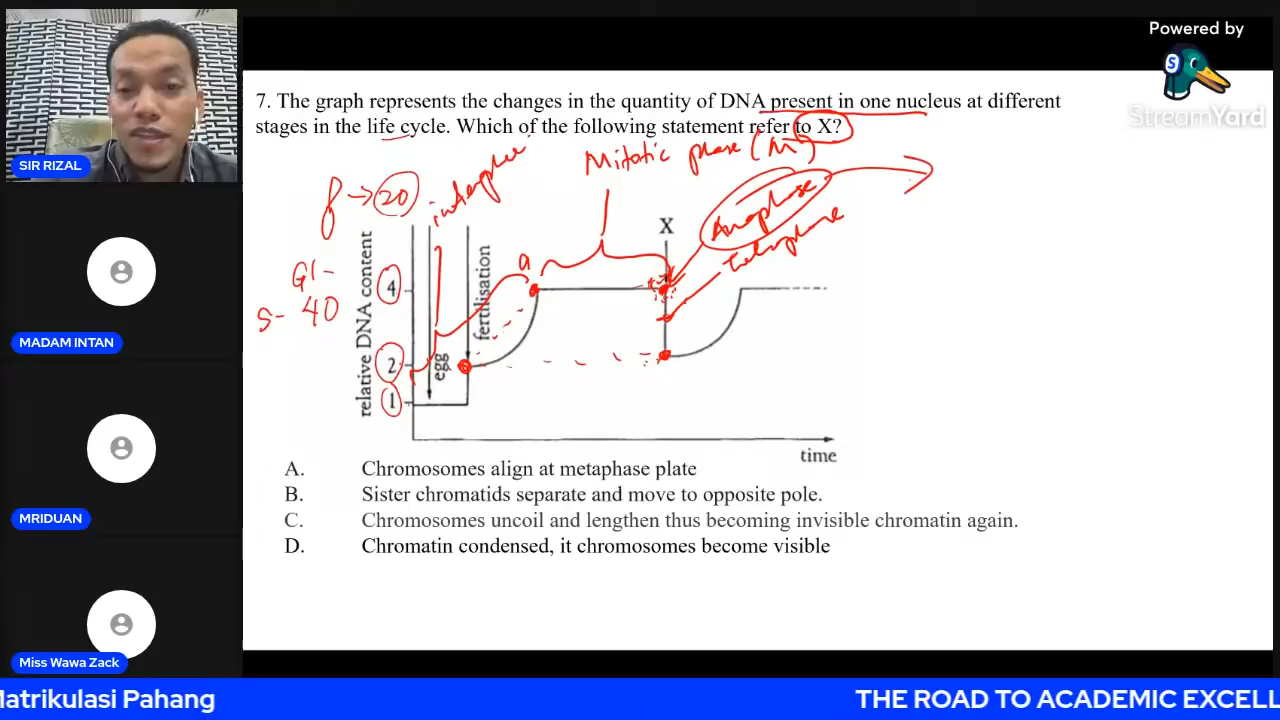 Powered by
S
StreamYard
SIR RIZAL
MADAM INTAN
MRIDUAN
Miss Wawa Zack
7. The graph represents the changes in the quantity of DNA present in one nucleus at different
stages in the life cycle. Which of the following statement refer to X?
Mitotic phase (M)
interphase
f → 20
Anaphase
Telophase
X
a
G1 -
S - 40
relative DNA content
4
2
1
egg
fertilisation
time
A. Chromosomes align at metaphase plate
B. Sister chromatids separate and move to opposite pole.
C. Chromosomes uncoil and lengthen thus becoming invisible chromatin again.
D. Chromatin condensed, it chromosomes become visible
Matrikulasi Pahang
THE ROAD TO ACADEMIC EXCELL